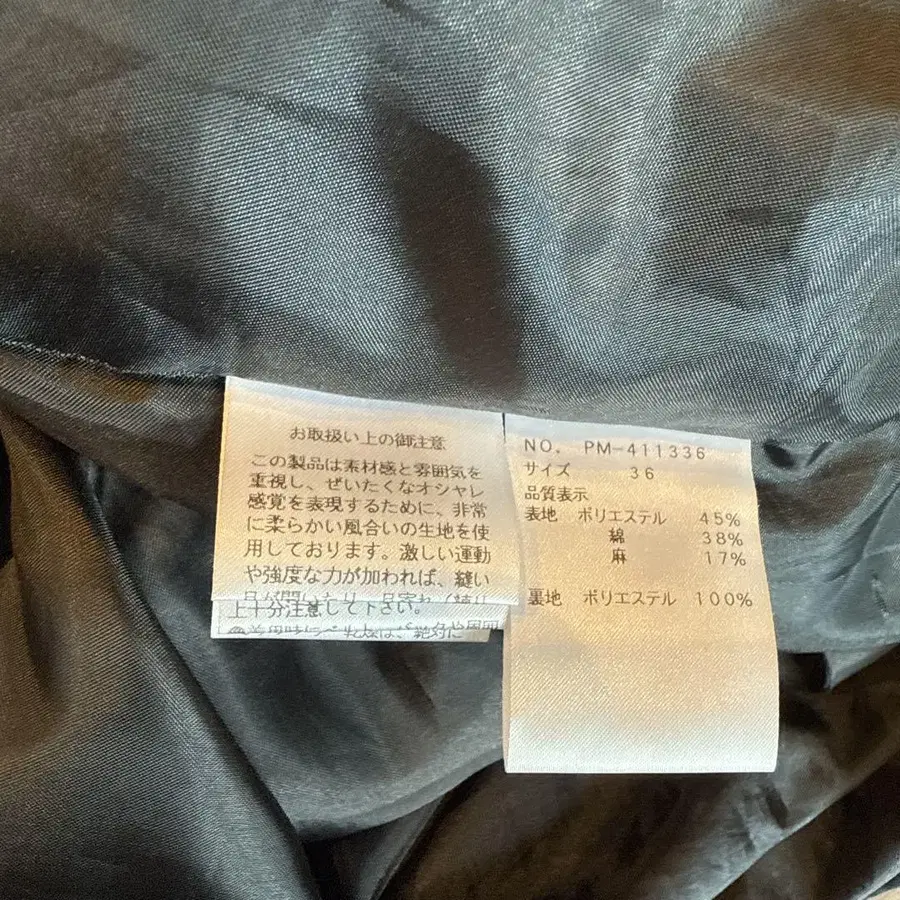 お取扱い上の御注意
この製品は素材感と雰囲気を
重視し、ぜいたくなオシャレ
感覚を表現するために、非常
に柔らかい風合いの生地を使
用しております。激しい運動
や強度な力が加われば、縫い
上十分注意して下さい。
NO. PM-411336
サイズ 36
品質表示
表地 ポリエステル 45%
綿 38%
麻 17%
裏地 ポリエステル 100%